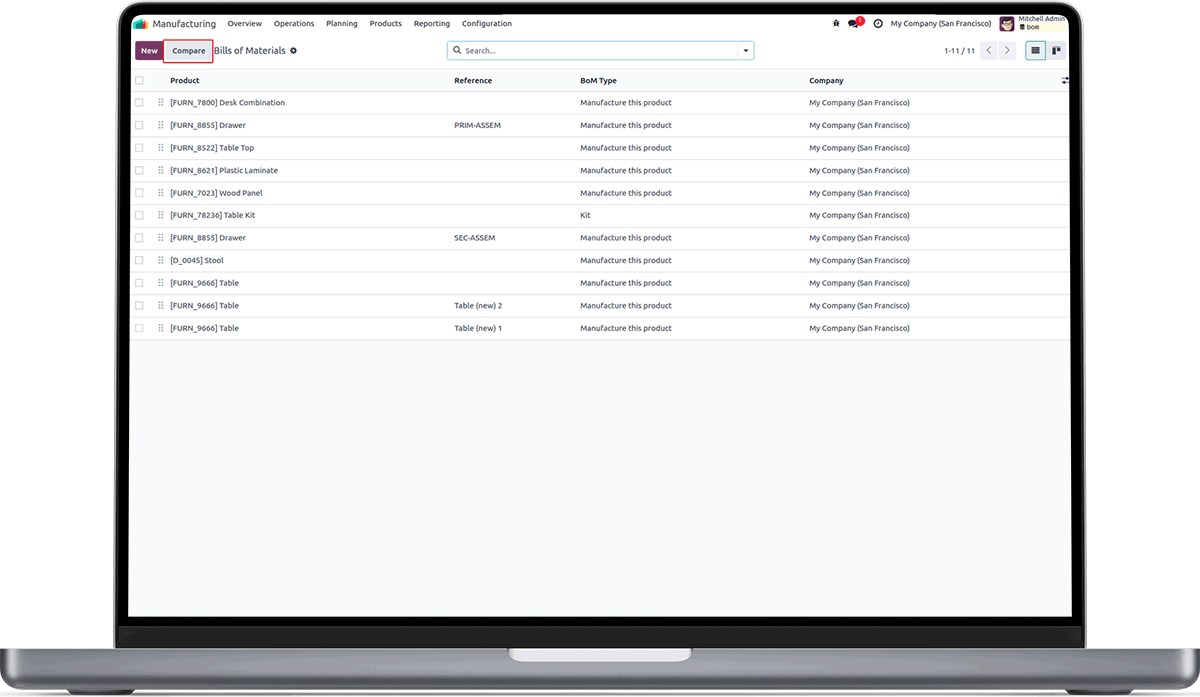 Manufacturing Overview Operations Planning Products Reporting Configuration 1 My Company (San Francisco) Mitchell Admin
bom
New Compare Bills of Materials Search... 1-11 / 11
Product Reference BoM Type Company
[FURN_7800] Desk Combination Manufacture this product My Company (San Francisco)
[FURN_8855] Drawer PRIM-ASSEM Manufacture this product My Company (San Francisco)
[FURN_8522] Table Top Manufacture this product My Company (San Francisco)
[FURN_8621] Plastic Laminate Manufacture this product My Company (San Francisco)
[FURN_7023] Wood Panel Manufacture this product My Company (San Francisco)
[FURN_78236] Table Kit Kit My Company (San Francisco)
[FURN_8855] Drawer SEC-ASSEM Manufacture this product My Company (San Francisco)
[D_0045] Stool Manufacture this product My Company (San Francisco)
[FURN_9666] Table Manufacture this product My Company (San Francisco)
[FURN_9666] Table Table (new) 2 Manufacture this product My Company (San Francisco)
[FURN_9666] Table Table (new) 1 Manufacture this product My Company (San Francisco)